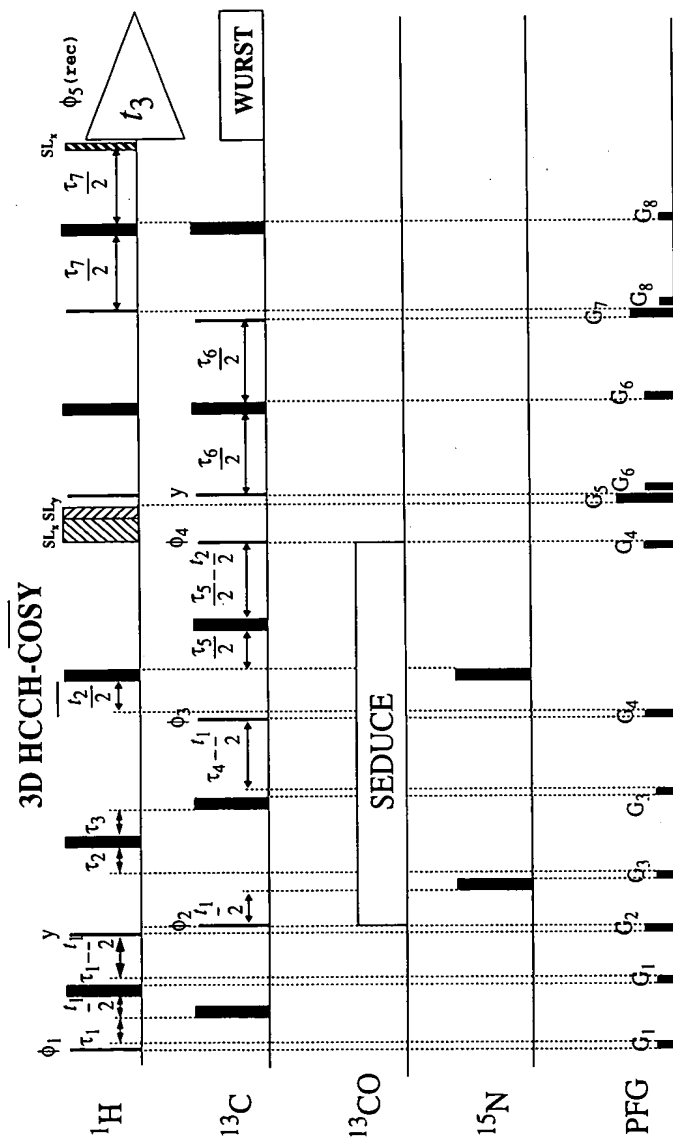 3D HCCH-COSY
¹H
ϕ₁
τ₁
t₁/2
τ₁ - t₁/2
y
τ₂
τ₃
t₂/2
SLₓ SL_y
τ₇/2
τ₇/2
SLₓ
t₃
ϕ₅(rec)
¹³C
ϕ₂
t₁/2
τ₄ - t₁/2
ϕ₃
τ₅/2
τ₅/2 - t₂/2
ϕ₄
y
τ₆/2
τ₆/2
WURST
¹³CO
SEDUCE
¹⁵N
PFG
G₁
G₁
G₂
G₃
G₃
G₄
G₄
G₅
G₆
G₆
G₇
G₈
G₈